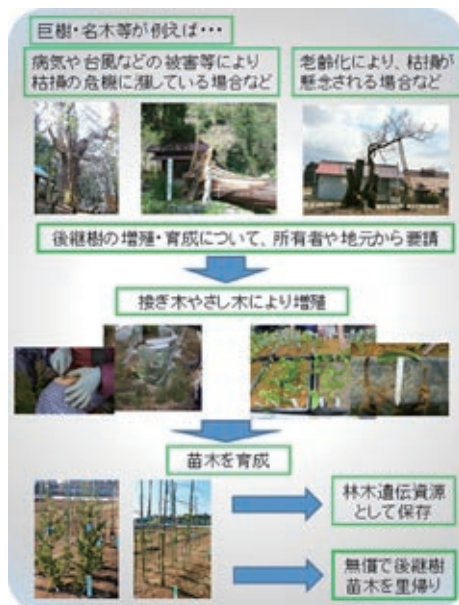 巨樹・名木等が例えば・・・
病気や台風などの被害等により
枯損の危機に瀕している場合など
老齢化により、枯損が
懸念される場合など
後継樹の増殖・育成について、所有者や地元から要請
接ぎ木やさし木により増殖
苗木を育成
林木遺伝資源
として保存
無償で後継樹
苗木を里帰り